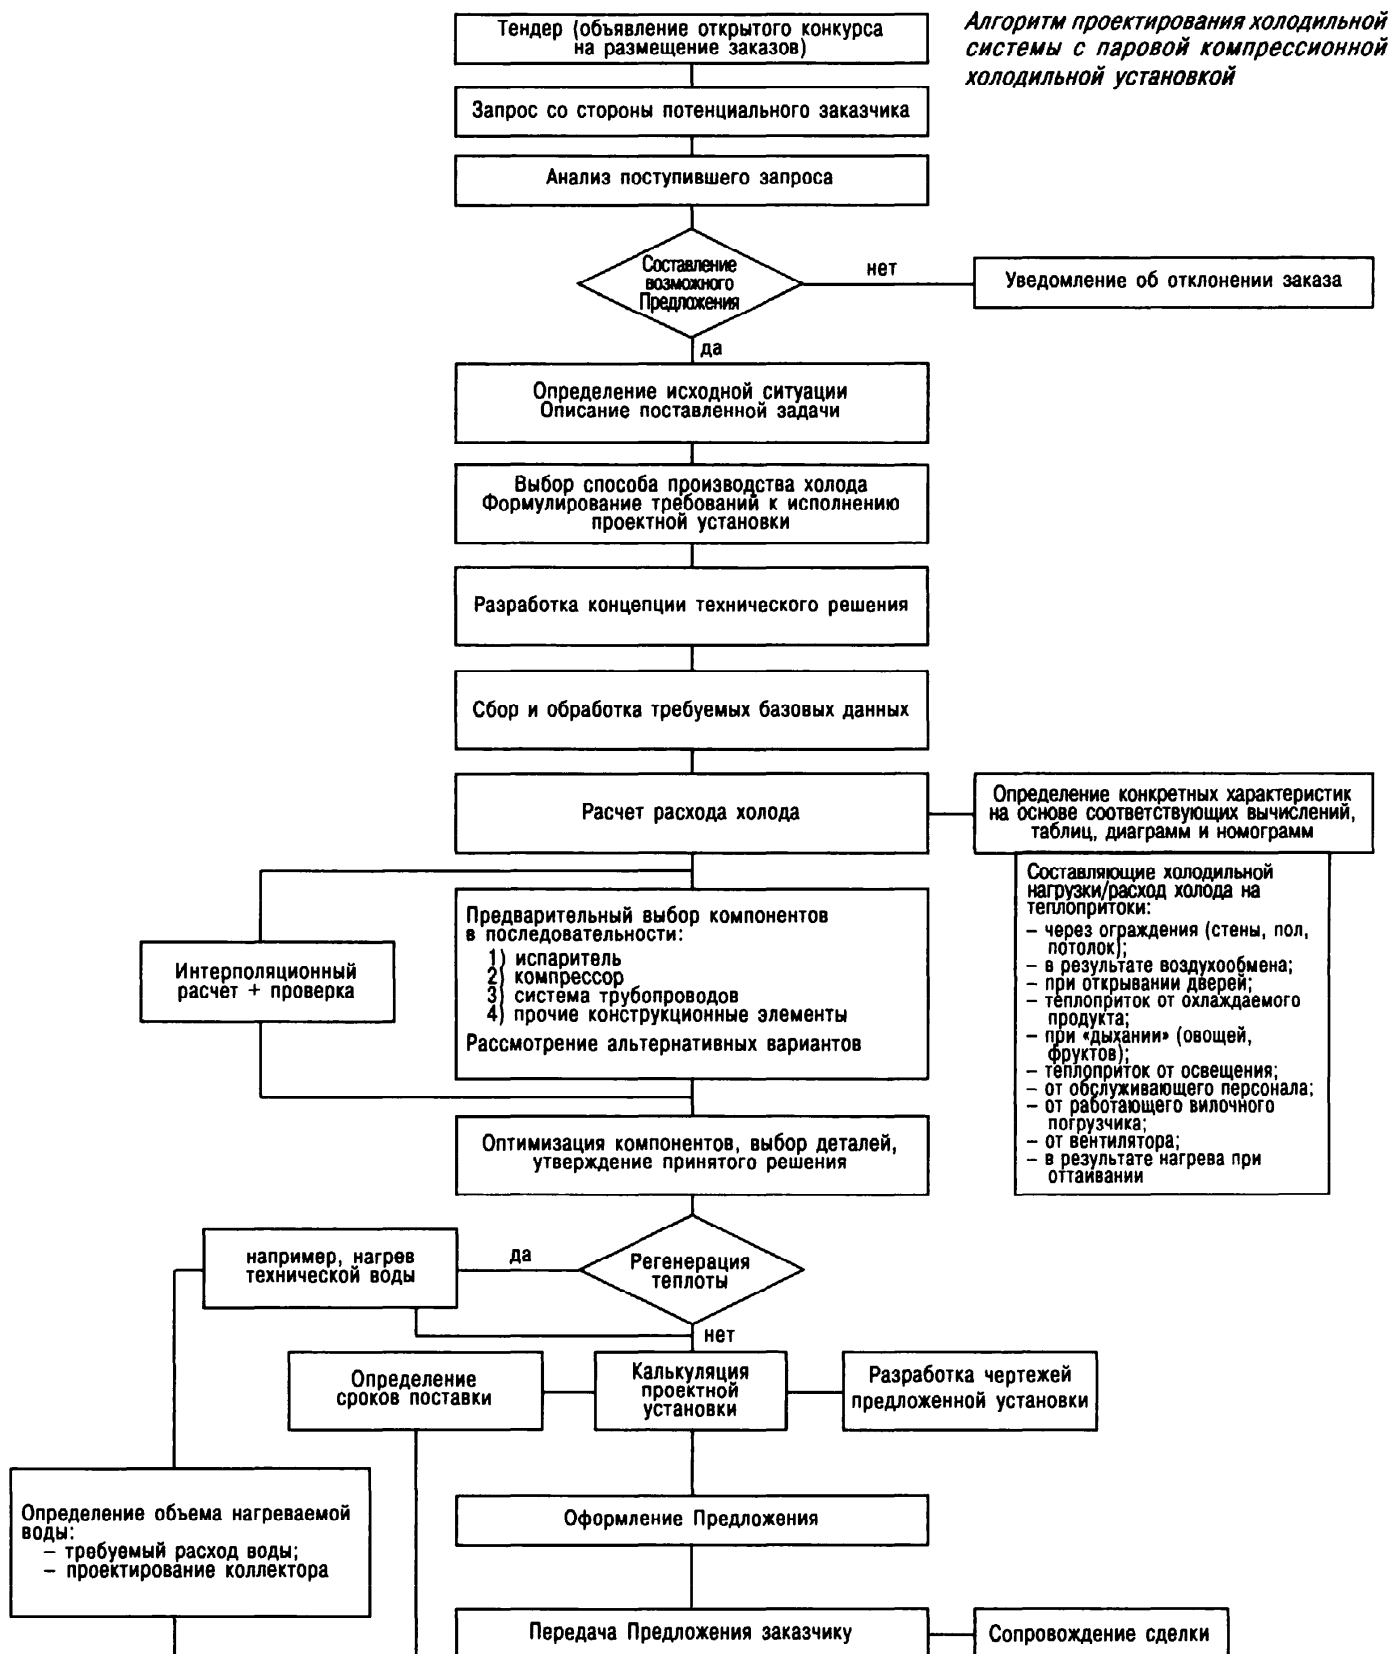 Алгоритм проектирования холодильной
системы с паровой компрессионной
холодильной установкой
Тендер (объявление открытого конкурса
на размещение заказов)
Запрос со стороны потенциального заказчика
Анализ поступившего запроса
Составление
возможного
Предложения
нет
Уведомление об отклонении заказа
да
Определение исходной ситуации
Описание поставленной задачи
Выбор способа производства холода
Формулирование требований к исполнению
проектной установки
Разработка концепции технического решения
Сбор и обработка требуемых базовых данных
Расчет расхода холода
Определение конкретных характеристик
на основе соответствующих вычислений,
таблиц, диаграмм и номограмм
Составляющие холодильной
нагрузки/расход холода на
теплопритоки:
– через ограждения (стены, пол,
потолок);
– в результате воздухообмена;
– при открывании дверей;
– теплоприток от охлаждаемого
продукта;
– при «дыхании» (овощей,
фруктов);
– теплоприток от освещения;
– от обслуживающего персонала;
– от работающего вилочного
погрузчика;
– от вентилятора;
– в результате нагрева при
оттаивании
Интерполяционный
расчет + проверка
Предварительный выбор компонентов
в последовательности:
1) испаритель
2) компрессор
3) система трубопроводов
4) прочие конструкционные элементы
Рассмотрение альтернативных вариантов
Оптимизация компонентов, выбор деталей,
утверждение принятого решения
например, нагрев
технической воды
да
Регенерация
теплоты
нет
Определение
сроков поставки
Калькуляция
проектной
установки
Разработка чертежей
предложенной установки
Определение объема нагреваемой
воды:
– требуемый расход воды;
– проектирование коллектора
Оформление Предложения
Передача Предложения заказчику
Сопровождение сделки